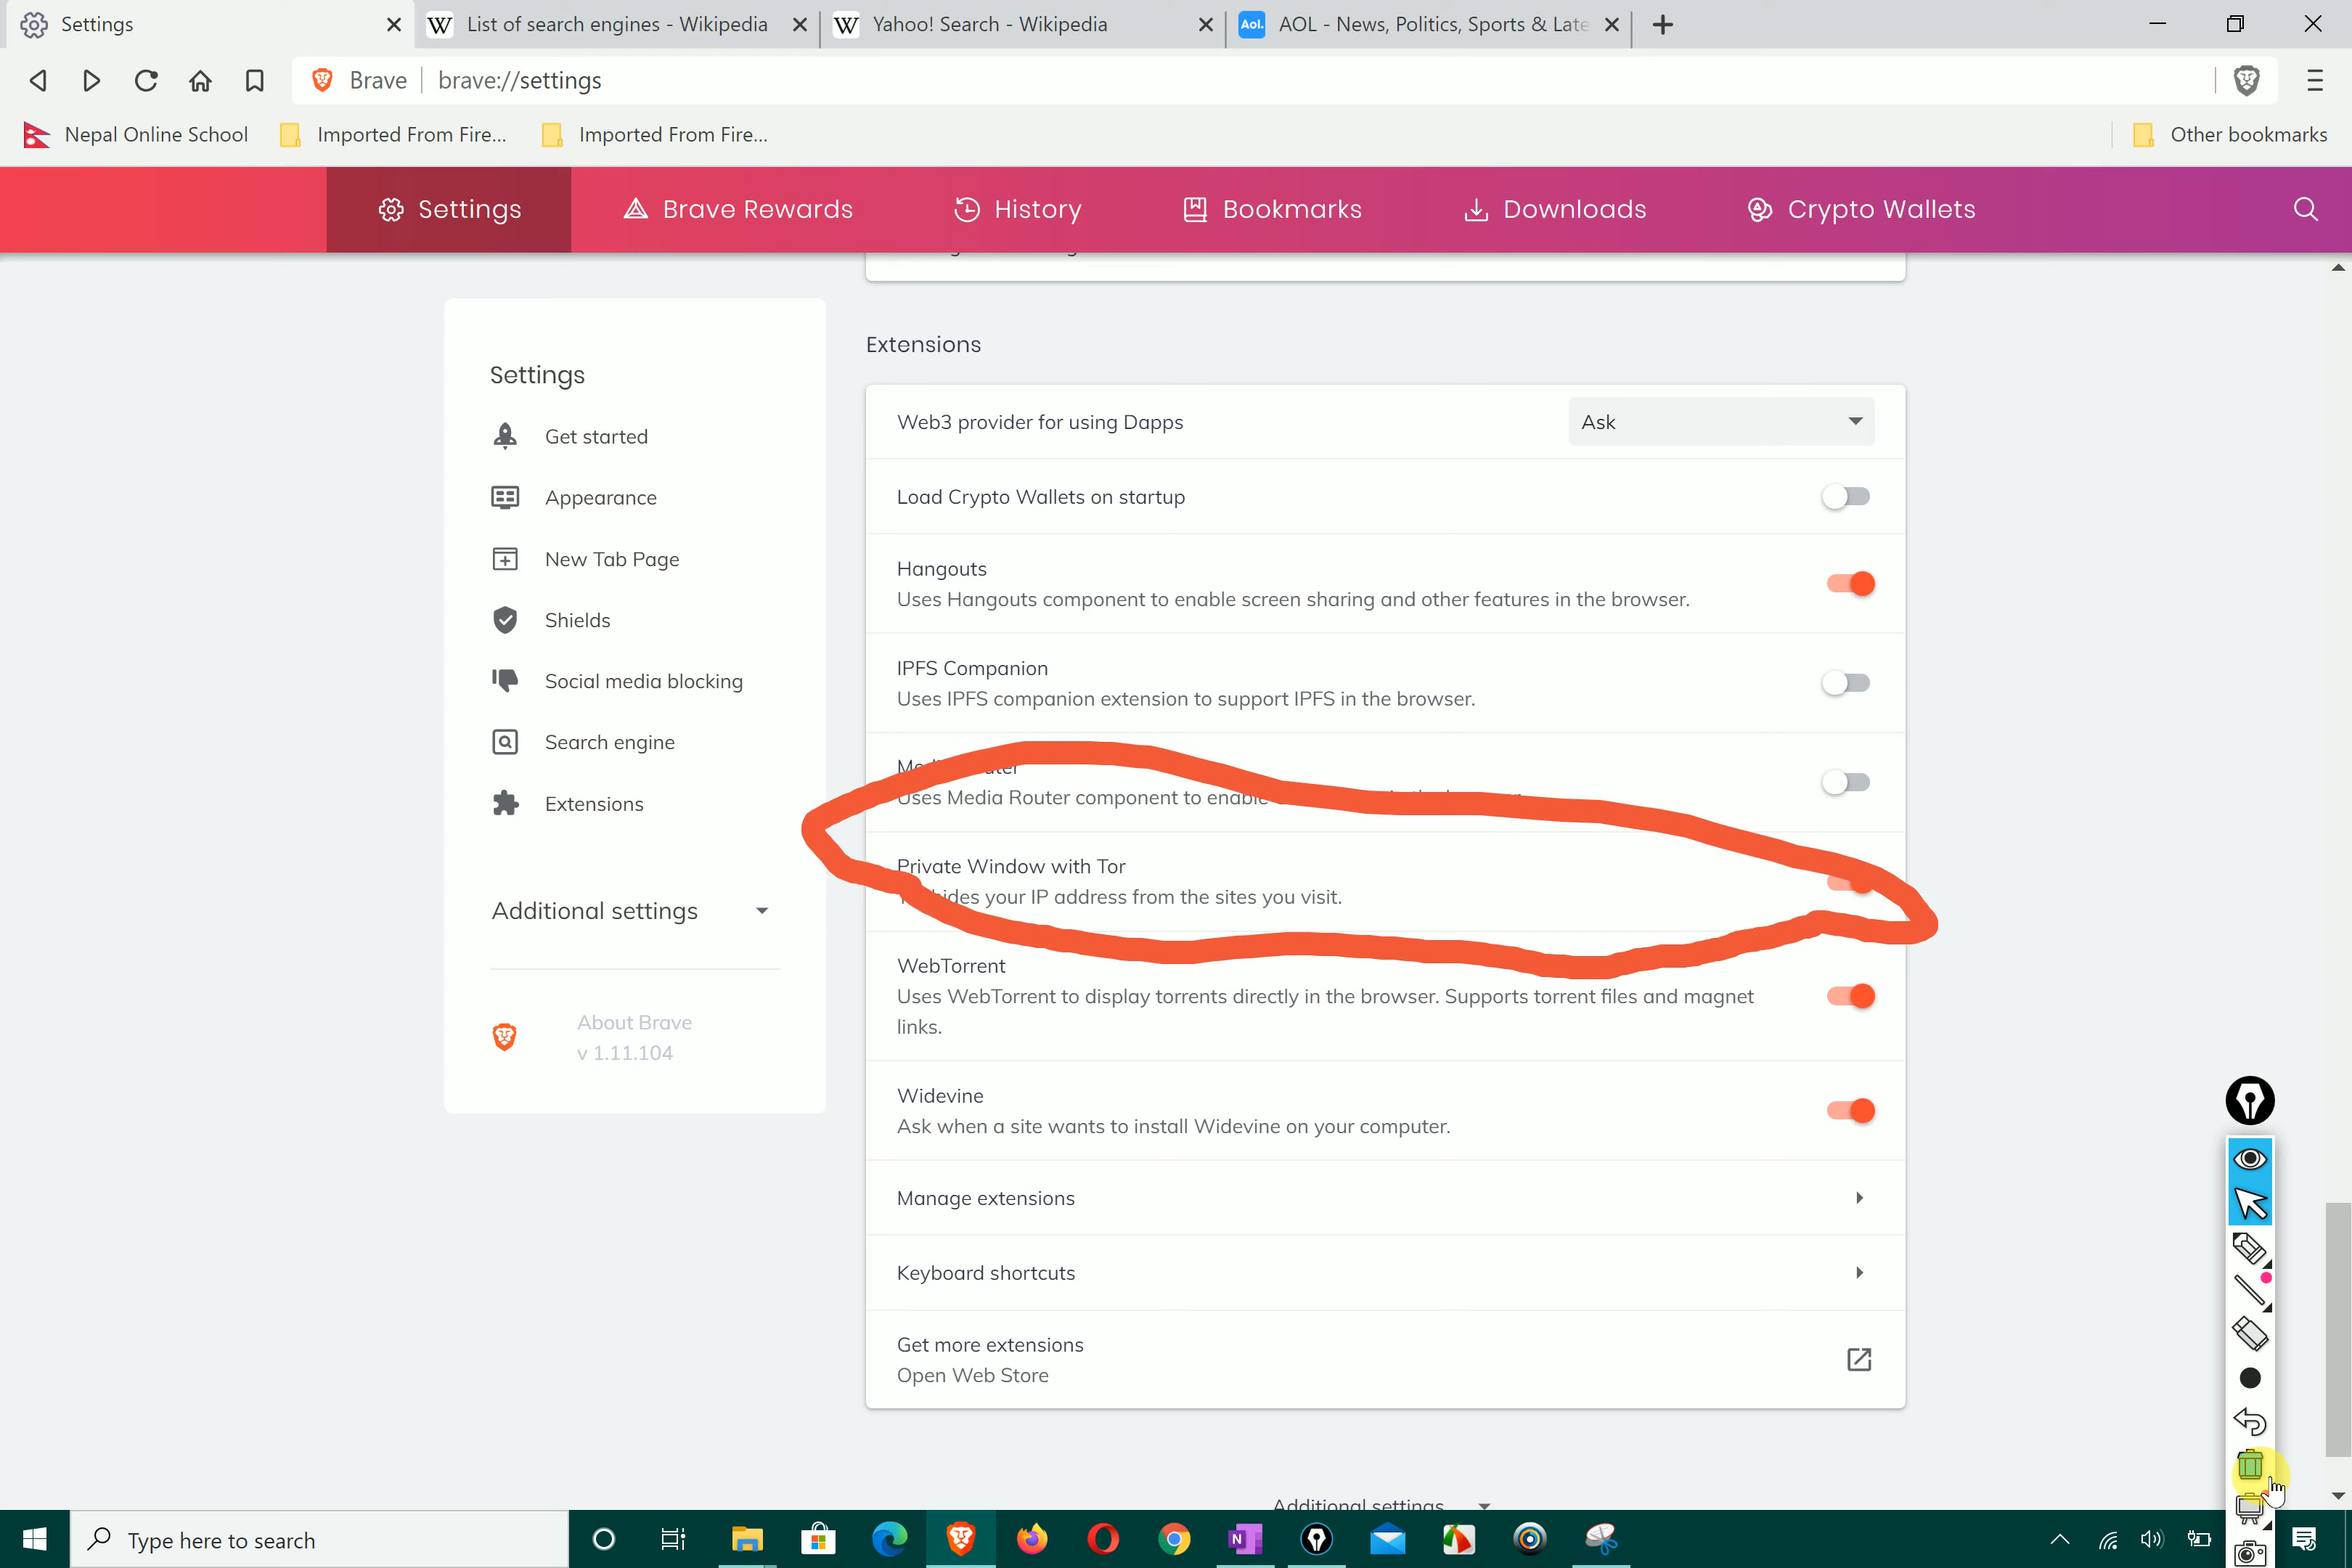 Settings
List of search engines - Wikipedia
Yahoo! Search - Wikipedia
Aol.
AOL - News, Politics, Sports & Late
Brave
brave://settings
Nepal Online School
Imported From Fire...
Imported From Fire...
Other bookmarks
Settings
Brave Rewards
History
Bookmarks
Downloads
Crypto Wallets
Settings
Get started
Appearance
New Tab Page
Shields
Social media blocking
Search engine
Extensions
Additional settings
About Brave
v 1.11.104
Extensions
Web3 provider for using Dapps
Ask
Load Crypto Wallets on startup
Hangouts
Uses Hangouts component to enable screen sharing and other features in the browser.
IPFS Companion
Uses IPFS companion extension to support IPFS in the browser.
Uses Media Router component to enable
Private Window with Tor
hides your IP address from the sites you visit.
WebTorrent
Uses WebTorrent to display torrents directly in the browser. Supports torrent files and magnet
links.
Widevine
Ask when a site wants to install Widevine on your computer.
Manage extensions
Keyboard shortcuts
Get more extensions
Open Web Store
Additional settings
Type here to search